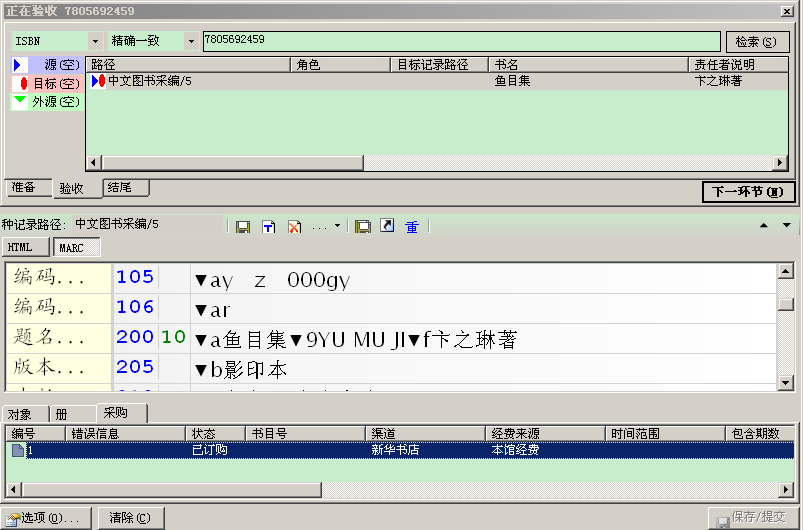 正在验收 7805692459
ISBN 精确一致 7805692459 检索(S)
源(空) 路径 角色 目标记录路径 书名 责任者说明
目标(空) 中文图书采编/5 鱼目集 卞之琳著
外源(空)
准备 验收 结尾 下一环节(N)
种记录路径: 中文图书采编/5 ... 重
HTML MARC
编码... 105 ▼ay z 000gy
编码... 106 ▼ar
题名... 200 10 ▼a鱼目集▼9YU MU JI▼f卞之琳著
版本... 205 ▼b影印本
对象 册 采购
编号 错误信息 状态 书目号 渠道 经费来源 时间范围 包含期数
1 已订购 新华书店 本馆经费
选项(O)... 清除(C) 保存/提交